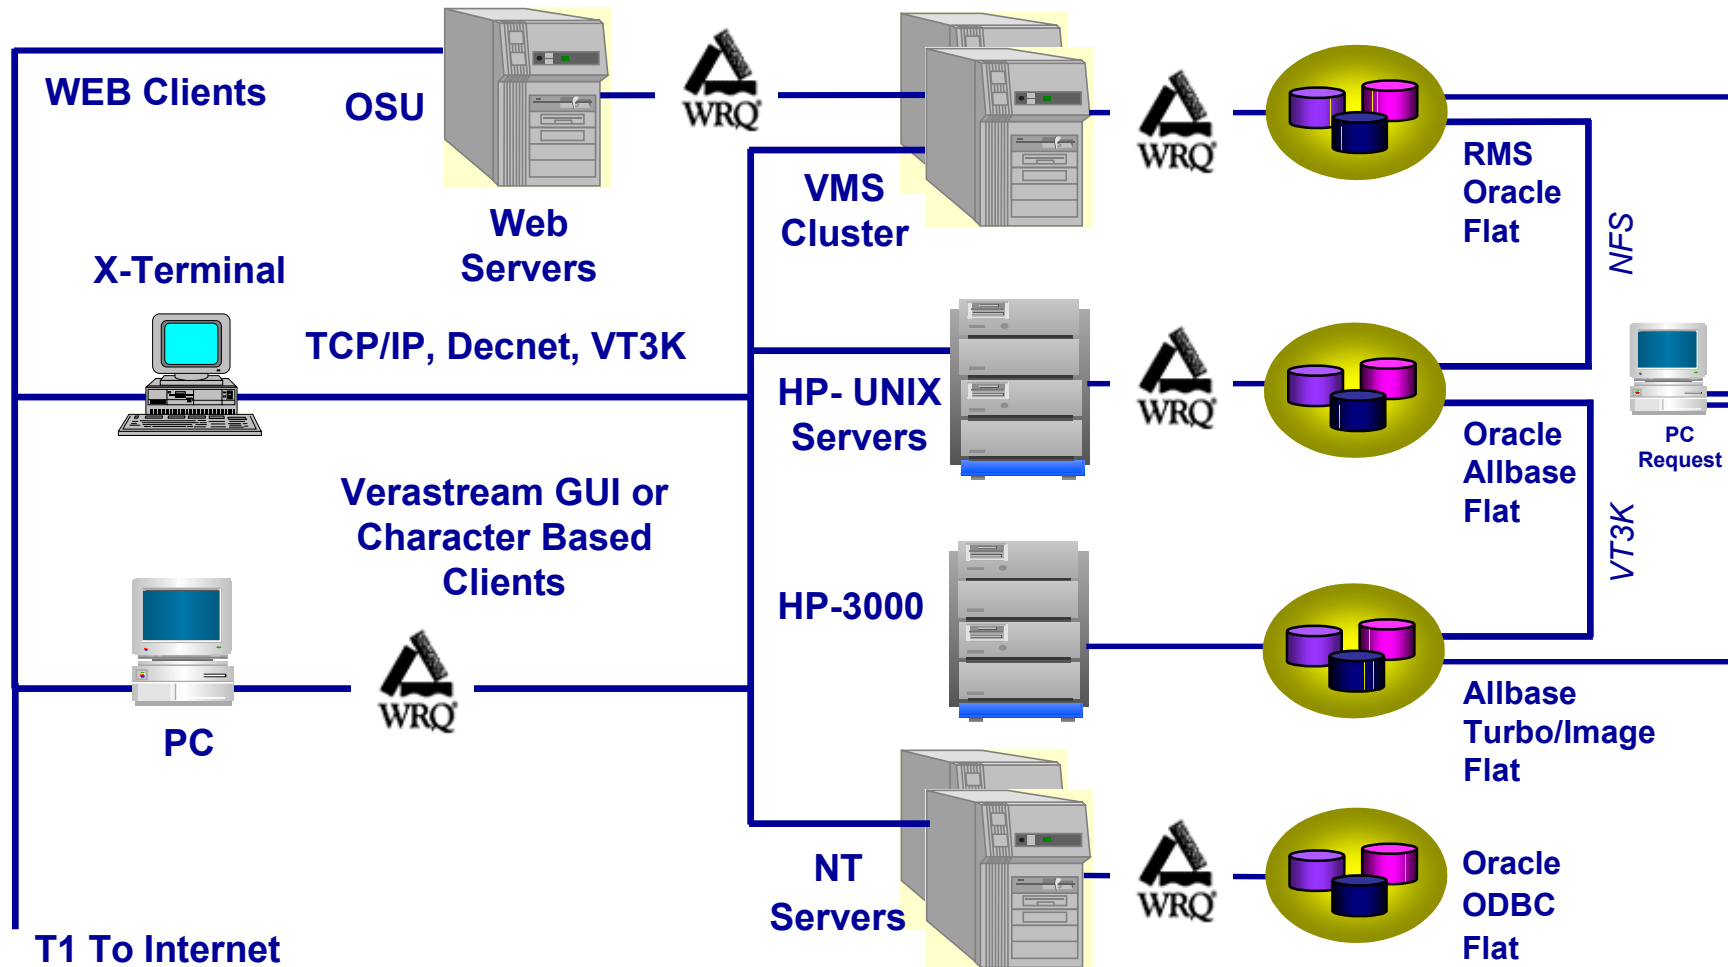 WEB Clients
OSU
WRQ
WRQ
Web
Servers
VMS
Cluster
RMS
Oracle
Flat
NFS
X-Terminal
TCP/IP, Decnet, VT3K
HP- UNIX
Servers
WRQ
Oracle
Allbase
Flat
PC
Request
VT3K
Verastream GUI or
Character Based
Clients
HP-3000
Allbase
Turbo/Image
Flat
PC
WRQ
NT
Servers
WRQ
Oracle
ODBC
Flat
T1 To Internet